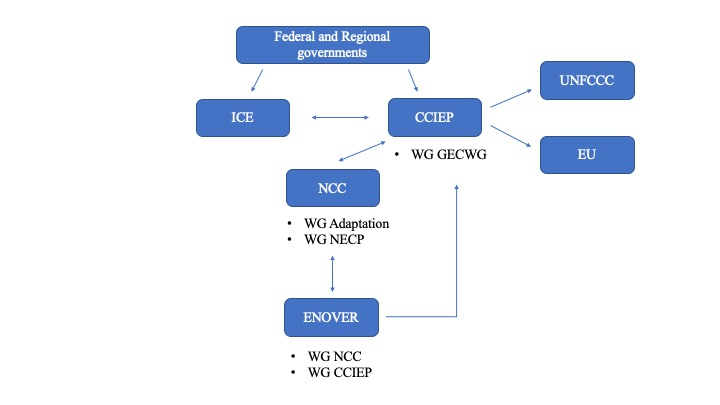 Federal and Regional
governments
UNFCCC
ICE
CCIEP
EU
• WG GECWG
NCC
• WG Adaptation
• WG NECP
ENOVER
• WG NCC
• WG CCIEP